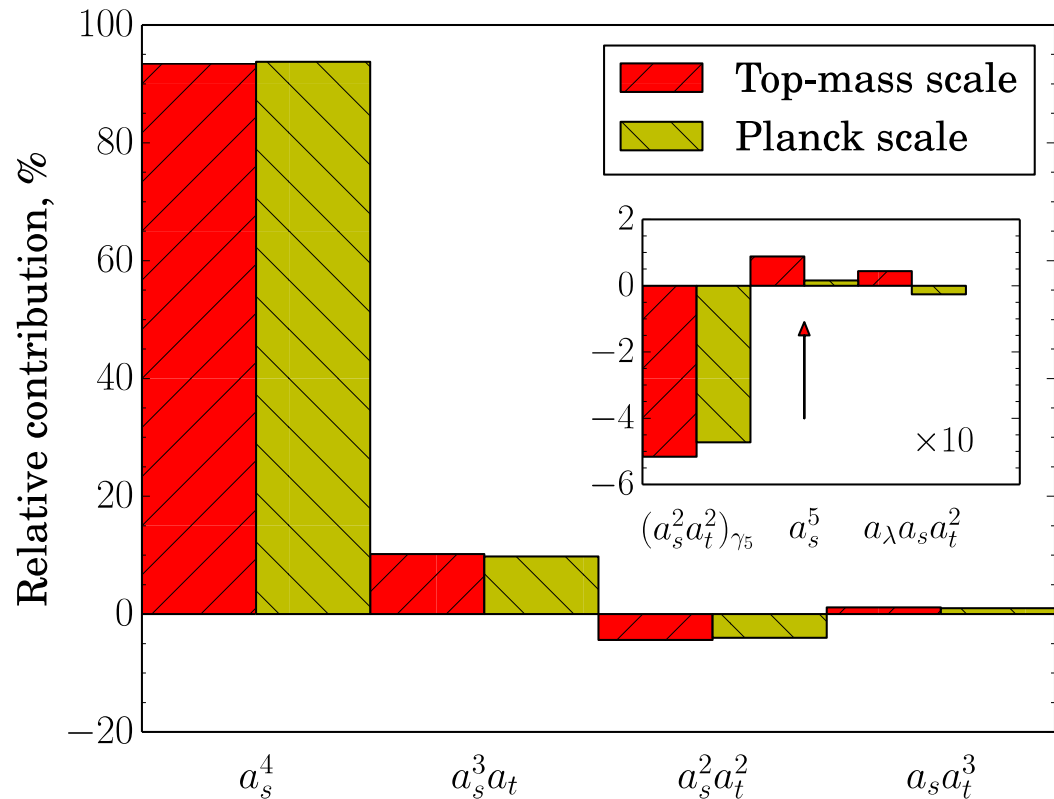 Relative contribution, %
100
80
60
40
20
0
−20
Top-mass scale
Planck scale
2
0
−2
−4
−6
×10
(a_s^2 a_t^2)_{γ_5} a_s^5 a_λ a_s a_t^2
a_s^4 a_s^3 a_t a_s^2 a_t^2 a_s a_t^3